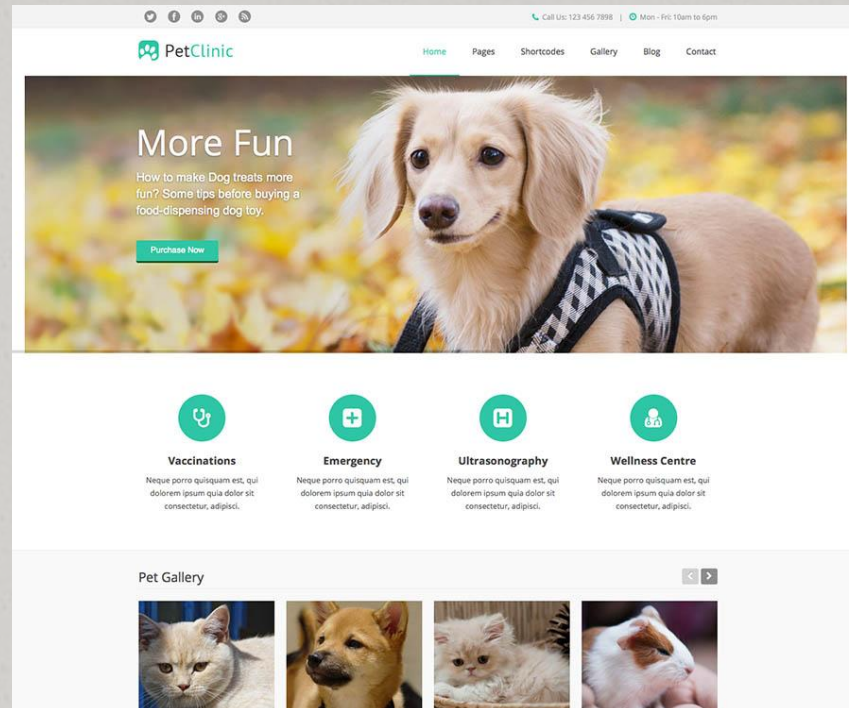 Call Us: 123 456 7898 | Mon - Fri: 10am to 6pm
PetClinic
Home Pages Shortcodes Gallery Blog Contact
More Fun
How to make Dog treats more
fun? Some tips before buying a
food-dispensing dog toy.
Purchase Now
Vaccinations
Neque porro quisquam est, qui
dolorem ipsum quia dolor sit
consectetur, adipisci.
Emergency
Neque porro quisquam est, qui
dolorem ipsum quia dolor sit
consectetur, adipisci.
Ultrasonography
Neque porro quisquam est, qui
dolorem ipsum quia dolor sit
consectetur, adipisci.
Wellness Centre
Neque porro quisquam est, qui
dolorem ipsum quia dolor sit
consectetur, adipisci.
Pet Gallery